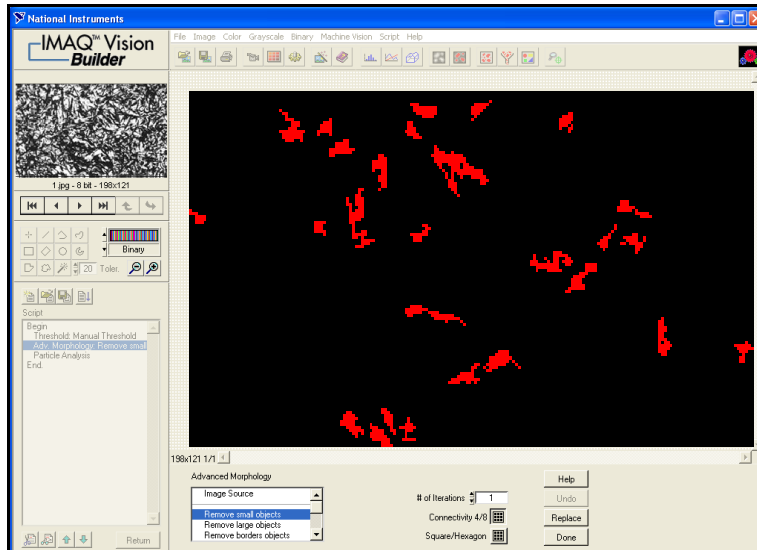 National Instruments
IMAQ™ Vision
Builder
File Image Color Grayscale Binary Machine Vision Script Help
1.jpg - 8 bit - 198x121
Binary
20 Toler.
Script
Begin
Threshold: Manual Threshold
Adv. Morphology: Remove small
Particle Analysis
End.
Return
198x121 1/1
Advanced Morphology
Image Source
Remove small objects
Remove large objects
Remove borders objects
# of Iterations 1
Connectivity 4/8
Square/Hexagon
Help
Undo
Replace
Done